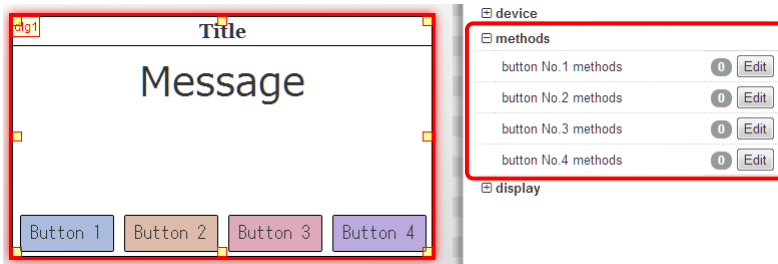 dlg1
Title
Message
Button 1 Button 2 Button 3 Button 4
device
methods
button No.1 methods 0 Edit
button No.2 methods 0 Edit
button No.3 methods 0 Edit
button No.4 methods 0 Edit
display